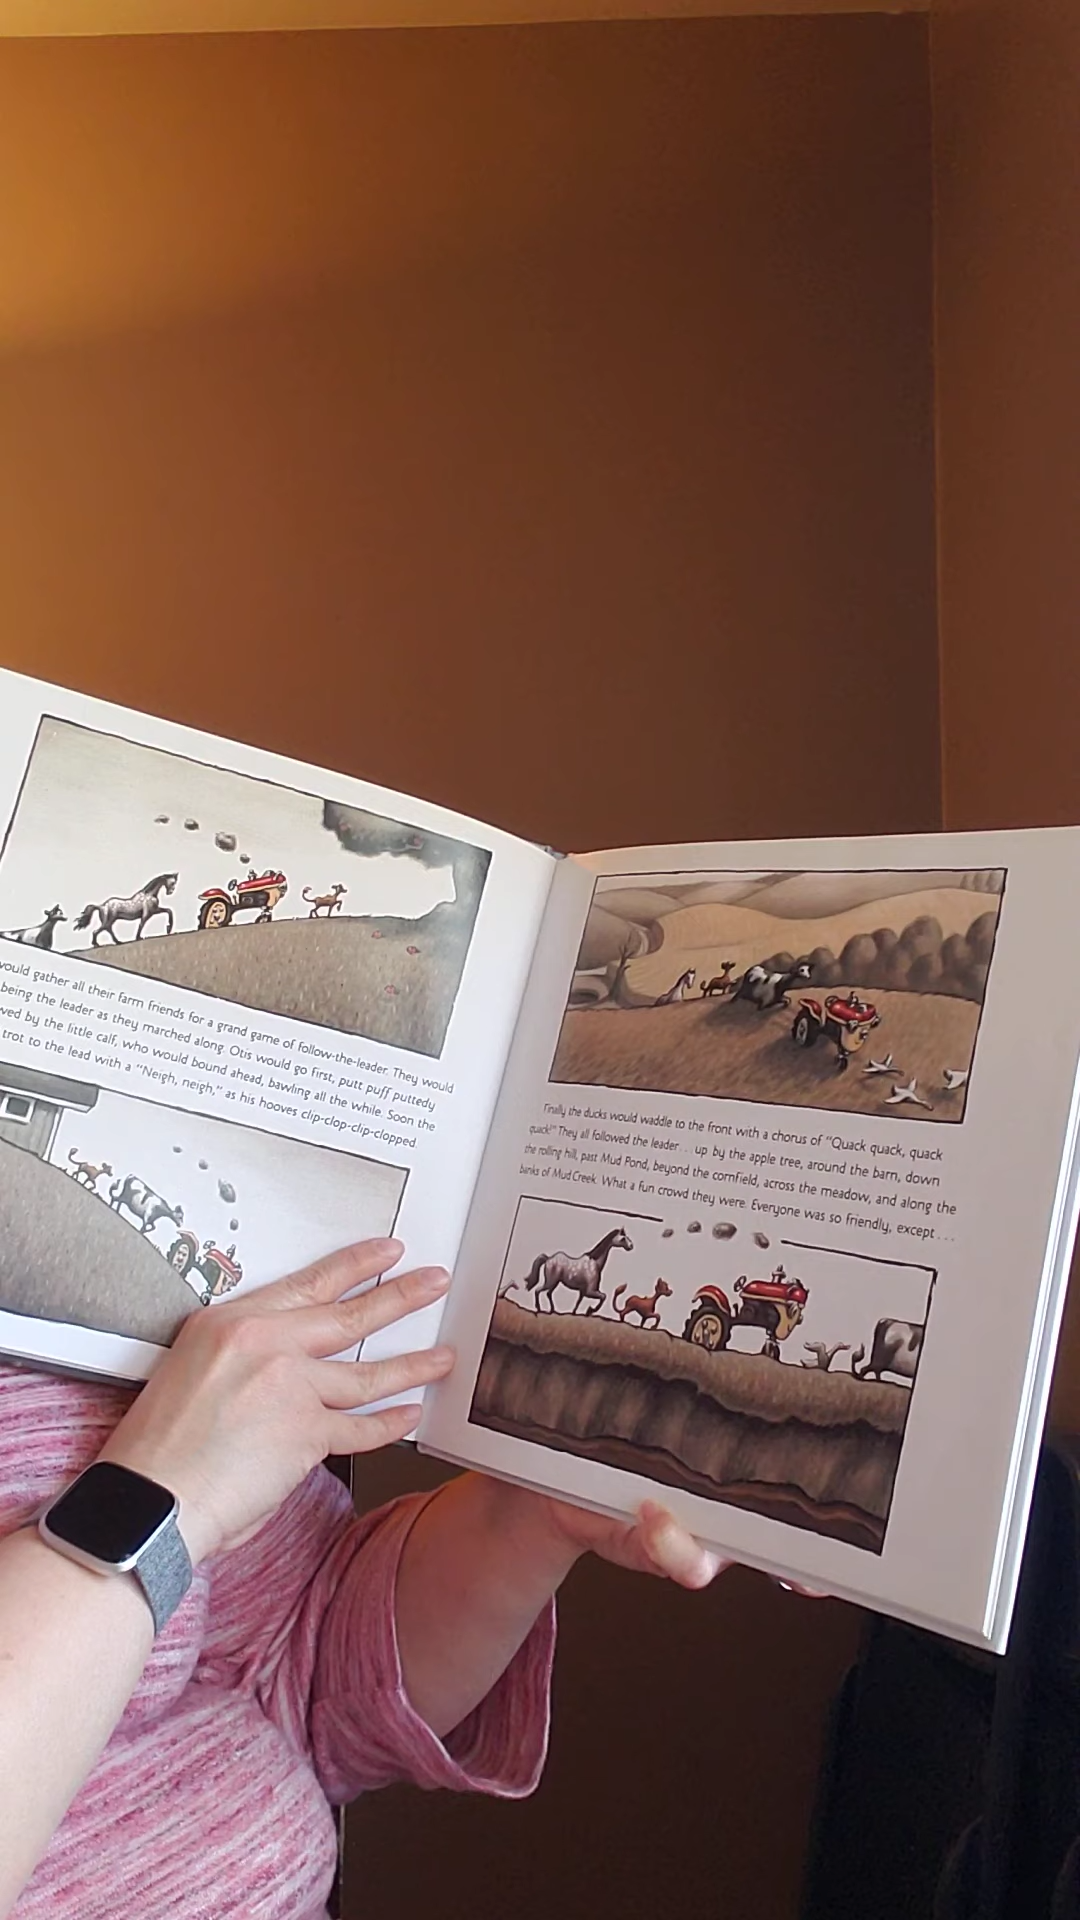 would gather all their farm friends for a grand game of follow-the-leader. They would
being the leader as they marched along. Otis would go first, putt puff puttedy
by the little calf, who would bound ahead, bawling all the while. Soon the
trot to the lead with a "Neigh, neigh," as his hooves clip-clop-clip-clopped
Finally the ducks would waddle to the front with a chorus of "Quack quack, quack
quack!" They all followed the leader . . . up by the apple tree, around the barn, down
the rolling hill, past Mud Pond, beyond the cornfield, across the meadow, and along the
banks of Mud Creek. What a fun crowd they were. Everyone was so friendly, except . . .